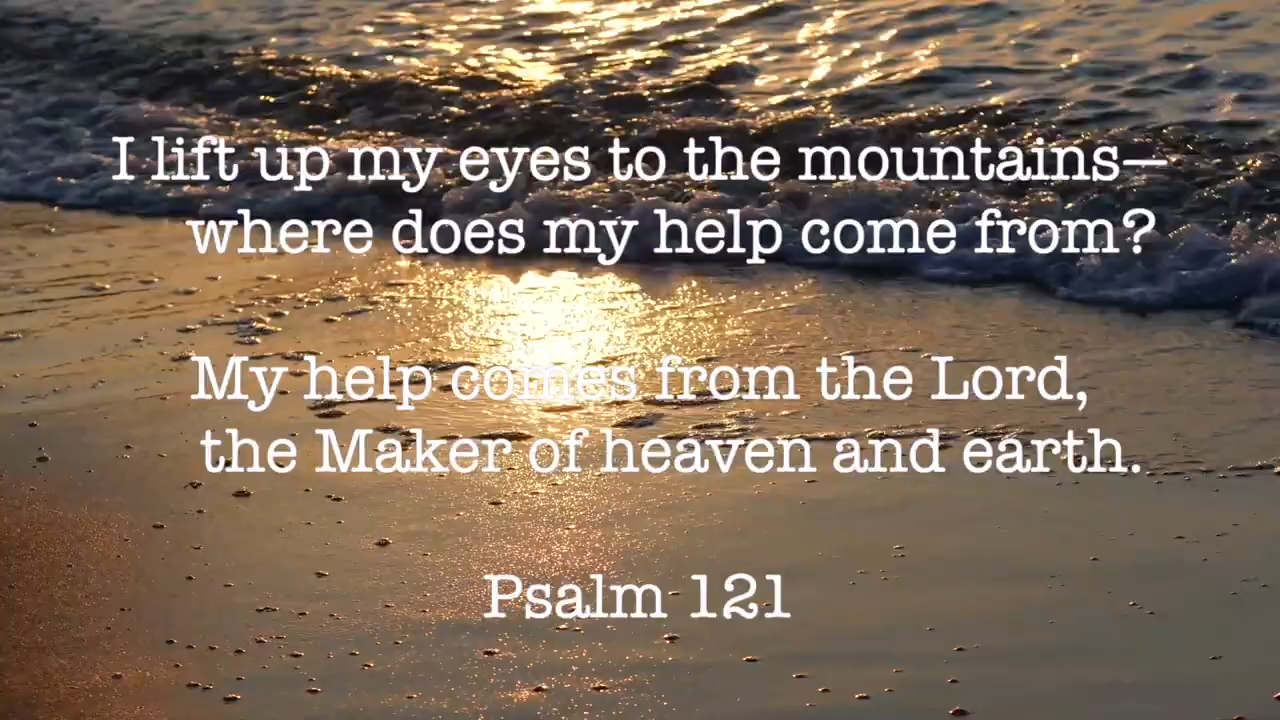 I lift up my eyes to the mountains—
where does my help come from?
My help comes from the Lord,
the Maker of heaven and earth.
Psalm 121